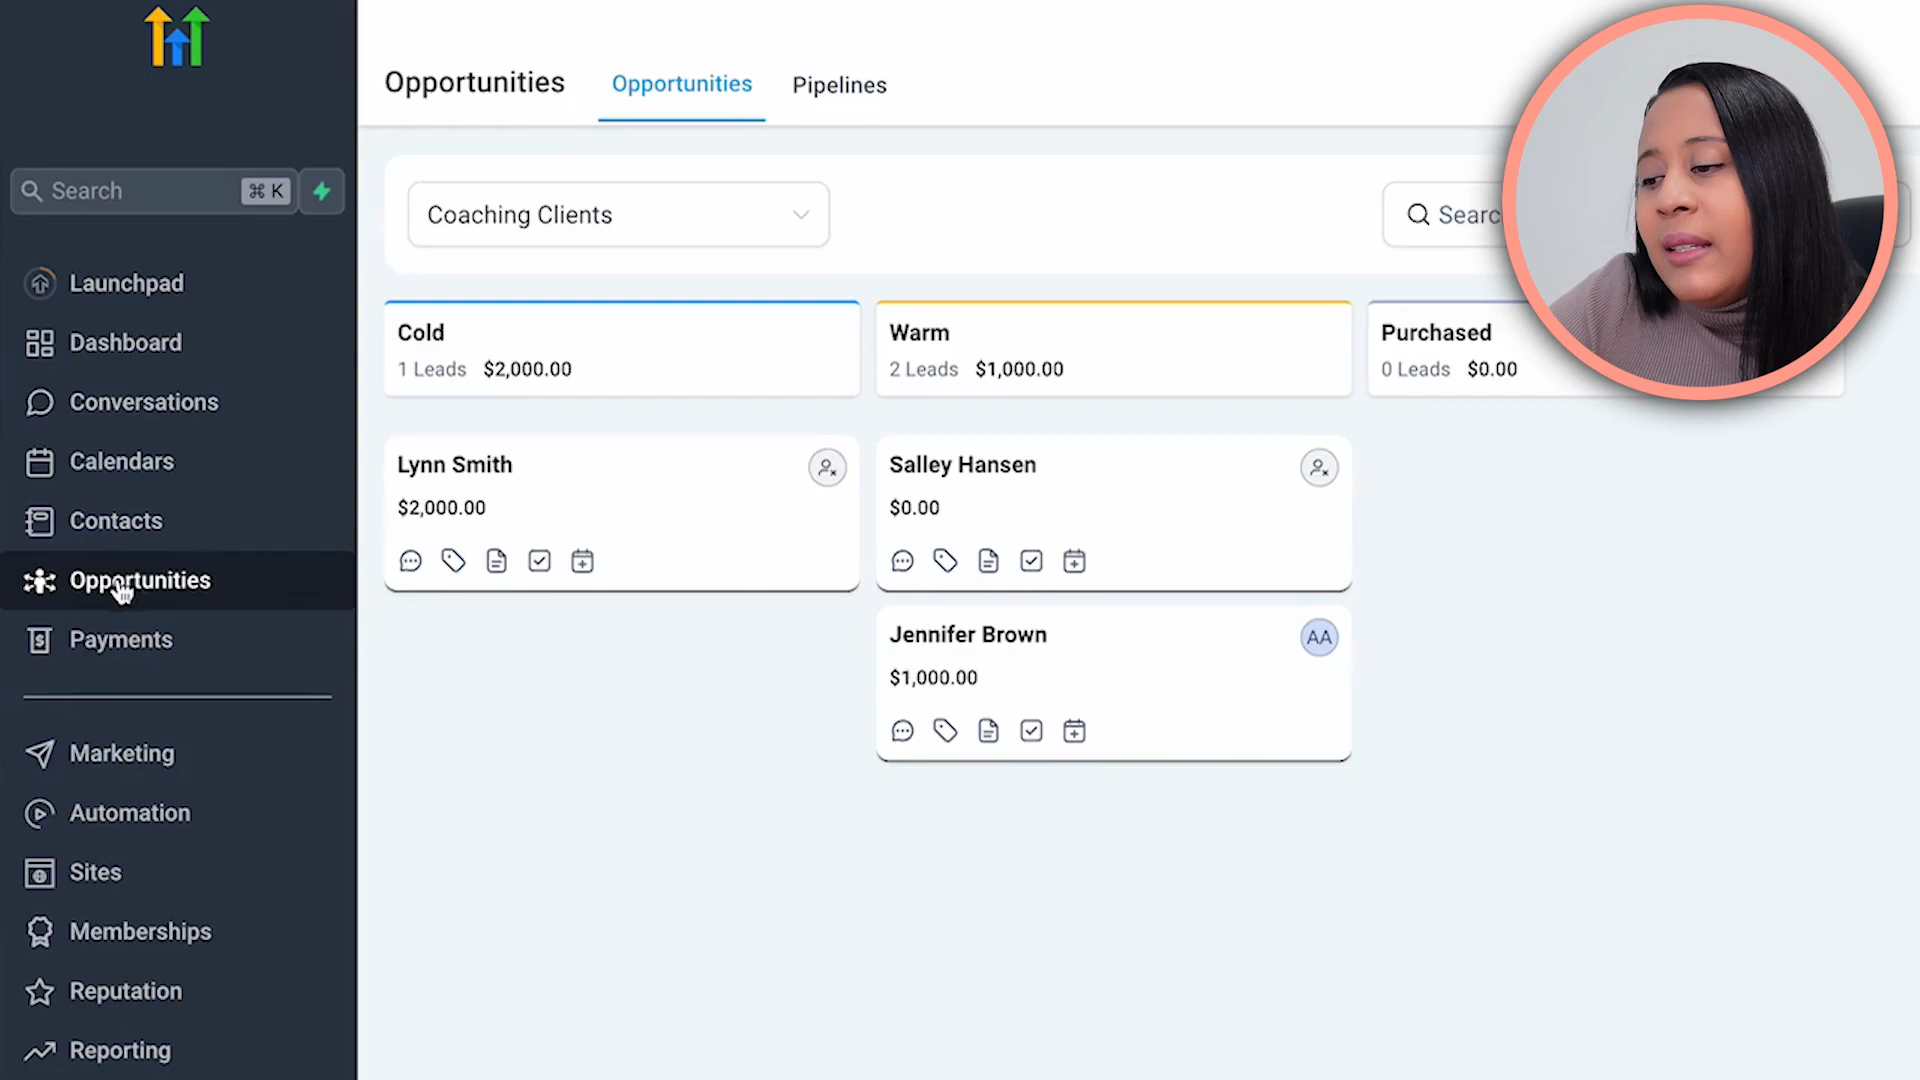 Search ⌘ K
Launchpad
Dashboard
Conversations
Calendars
Contacts
Opportunities
Payments
Marketing
Automation
Sites
Memberships
Reputation
Reporting
Opportunities Opportunities Pipelines
Coaching Clients
Searc
Cold
1 Leads $2,000.00
Lynn Smith
$2,000.00
Warm
2 Leads $1,000.00
Salley Hansen
$0.00
Jennifer Brown AA
$1,000.00
Purchased
0 Leads $0.00